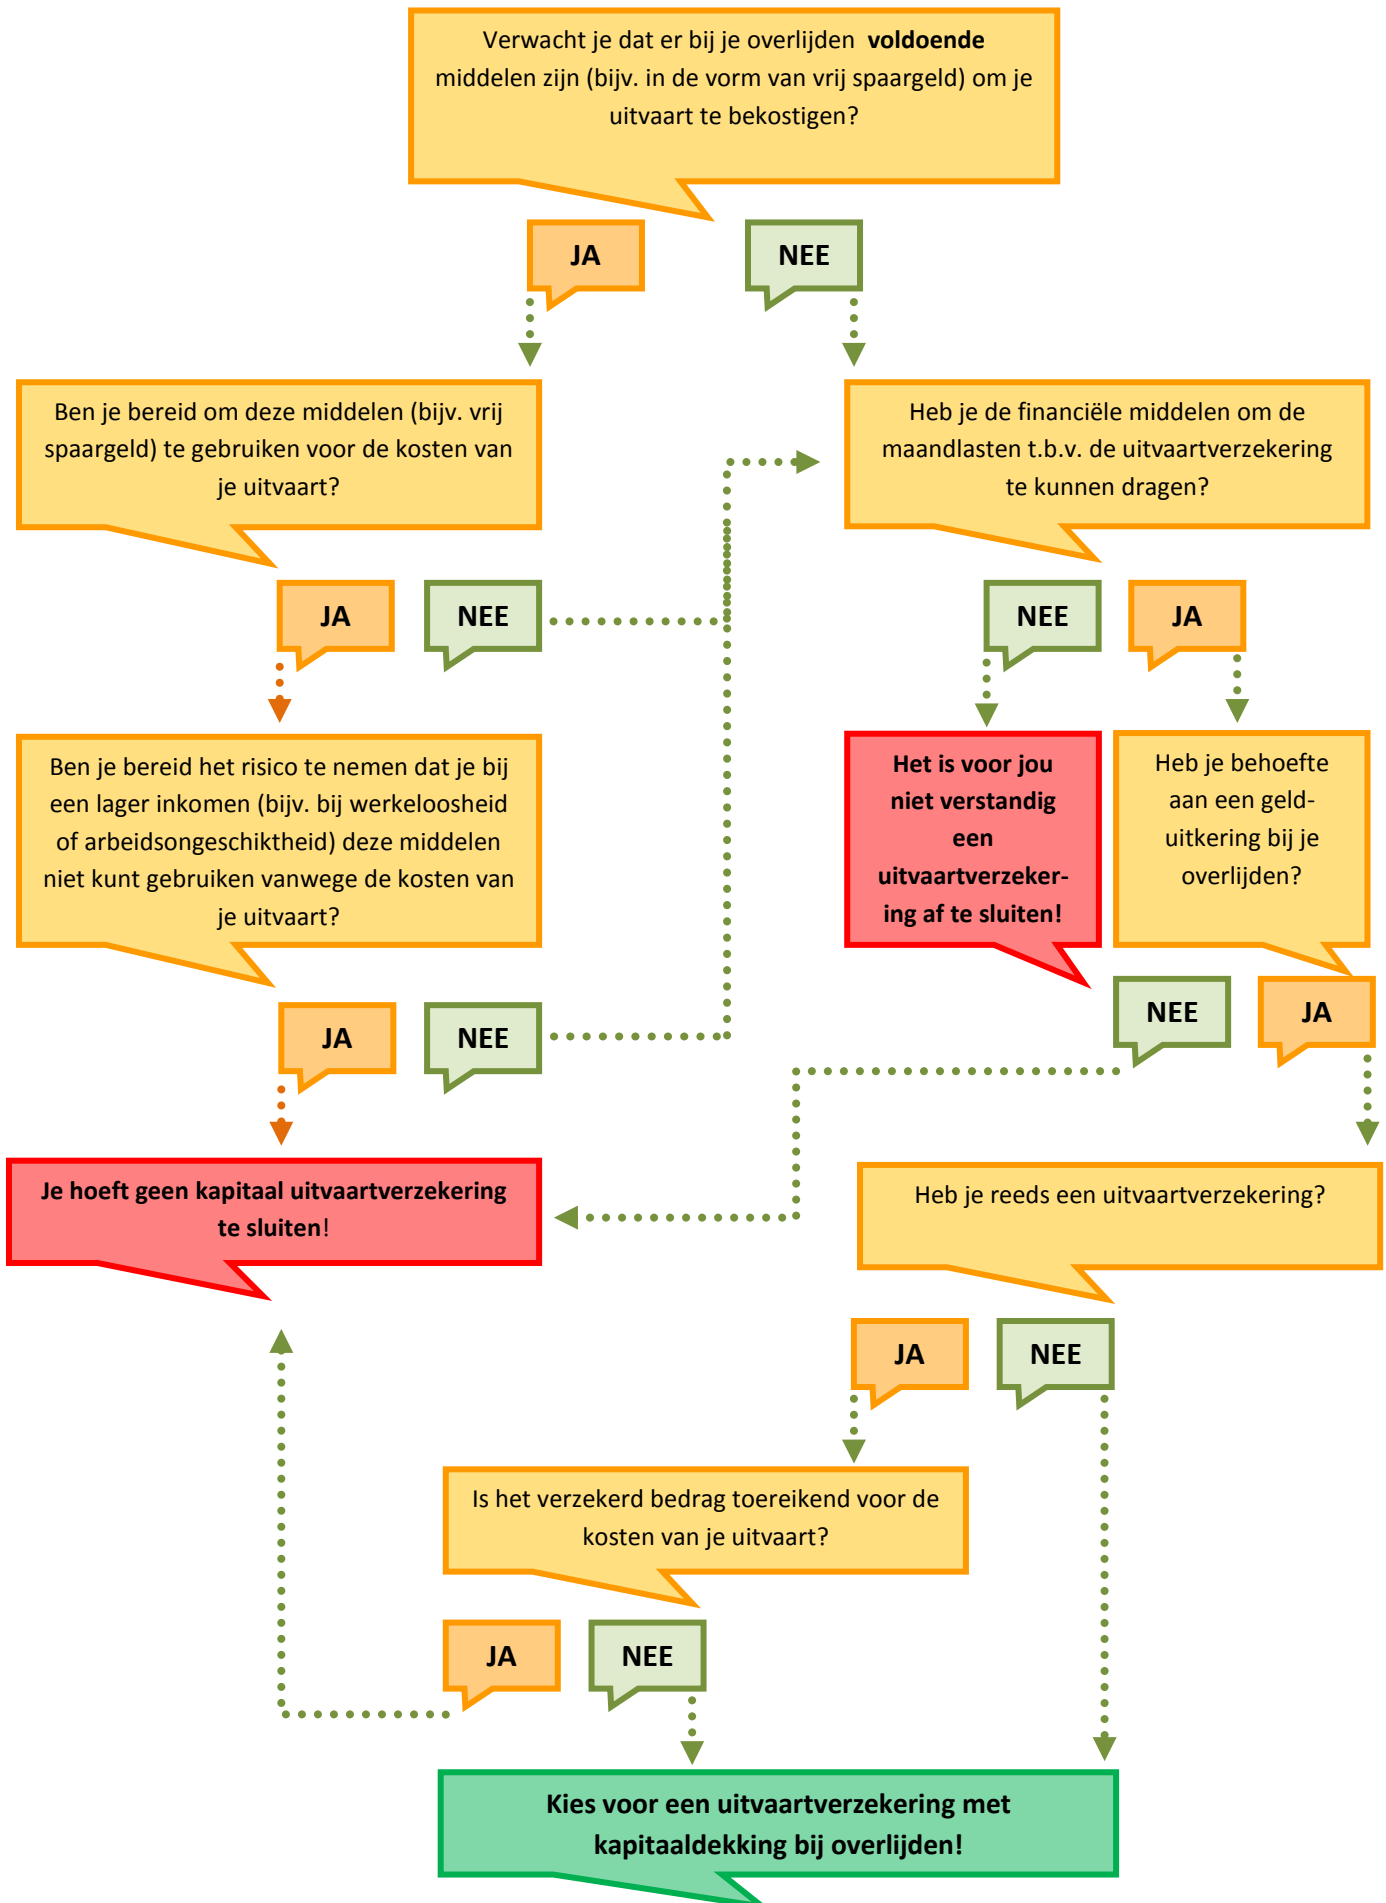 Verwacht je dat er bij je overlijden voldoende
middelen zijn (bijv. in de vorm van vrij spaargeld) om je
uitvaart te bekostigen?
JA
NEE
Ben je bereid om deze middelen (bijv. vrij
spaargeld) te gebruiken voor de kosten van
je uitvaart?
Heb je de financiële middelen om de
maandlasten t.b.v. de uitvaartverzekering
te kunnen dragen?
JA
NEE
NEE
JA
Ben je bereid het risico te nemen dat je bij
een lager inkomen (bijv. bij werkeloosheid
of arbeidsongeschiktheid) deze middelen
niet kunt gebruiken vanwege de kosten van
je uitvaart?
Het is voor jou
niet verstandig
een
uitvaartverzeker-
ing af te sluiten!
Heb je behoefte
aan een geld-
uitkering bij je
overlijden?
JA
NEE
NEE
JA
Je hoeft geen kapitaal uitvaartverzekering
te sluiten!
Heb je reeds een uitvaartverzekering?
JA
NEE
Is het verzekerd bedrag toereikend voor de
kosten van je uitvaart?
JA
NEE
Kies voor een uitvaartverzekering met
kapitaaldekking bij overlijden!